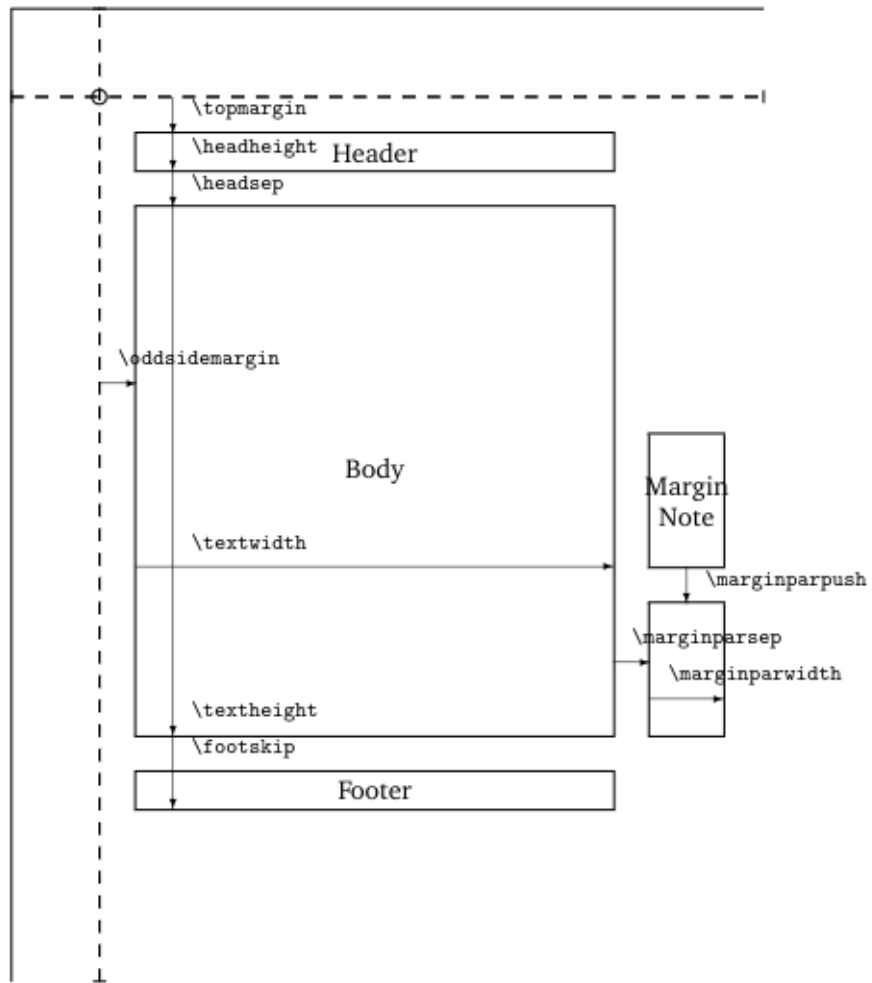 \topmargin
\headheight
Header
\headsep
\oddsidemargin
Body
Margin
Note
\textwidth
\marginparpush
\marginparsep
\marginparwidth
\textheight
\footskip
Footer